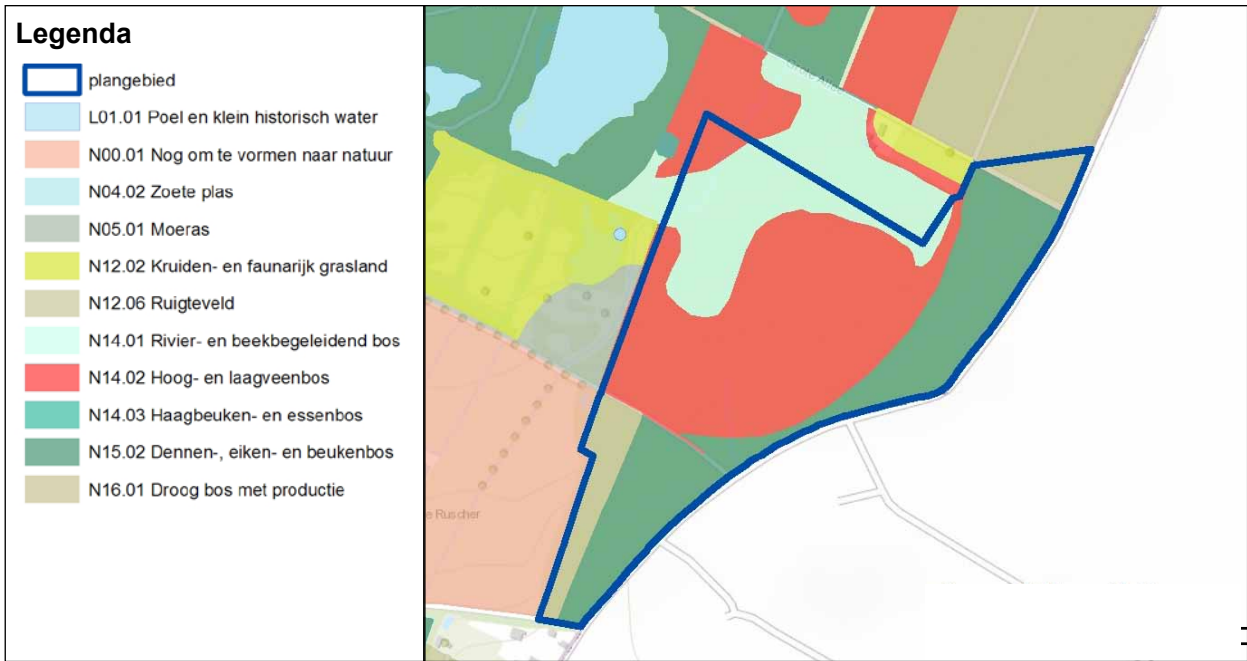 Legenda
plangebied
L01.01 Poel en klein historisch water
N00.01 Nog om te vormen naar natuur
N04.02 Zoete plas
N05.01 Moeras
N12.02 Kruiden- en faunarijk grasland
N12.06 Ruigteveld
N14.01 Rivier- en beekbegeleidend bos
N14.02 Hoog- en laagveenbos
N14.03 Haagbeuken- en essenbos
N15.02 Dennen-, eiken- en beukenbos
N16.01 Droog bos met productie
e Ruscher